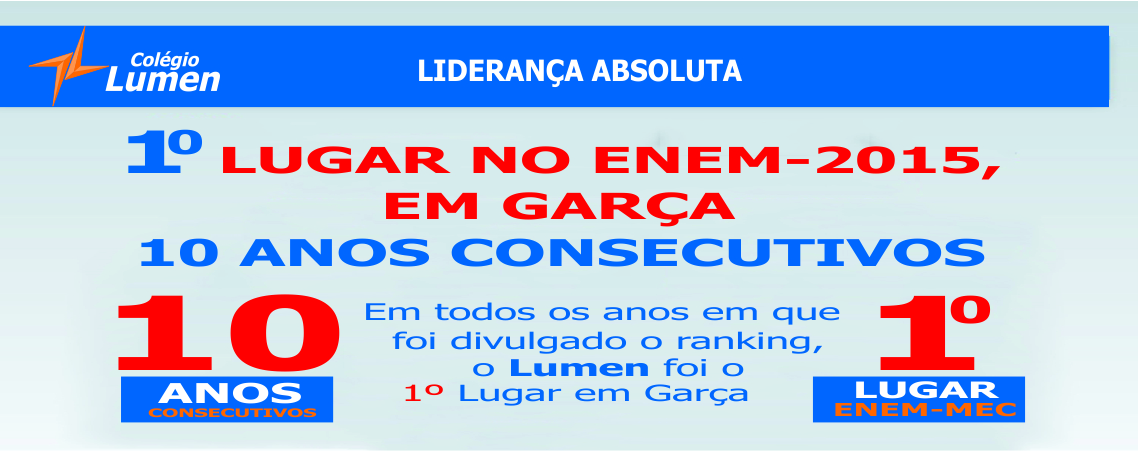 Colégio
Lumen
LIDERANÇA ABSOLUTA
1º LUGAR NO ENEM-2015,
EM GARÇA
10 ANOS CONSECUTIVOS
10
ANOS
CONSECUTIVOS
Em todos os anos em que
foi divulgado o ranking,
o Lumen foi o
1º Lugar em Garça
1º
LUGAR
ENEM-MEC